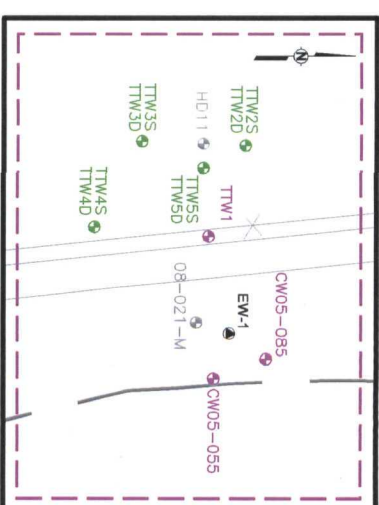 N
TTW2S
TTW2D
HD11
TTW3S
TTW3D
TTW5S
TTW5D
TTW4S
TTW4D
TTW1
CW05-085
EW-1
08-021-M
CW05-055